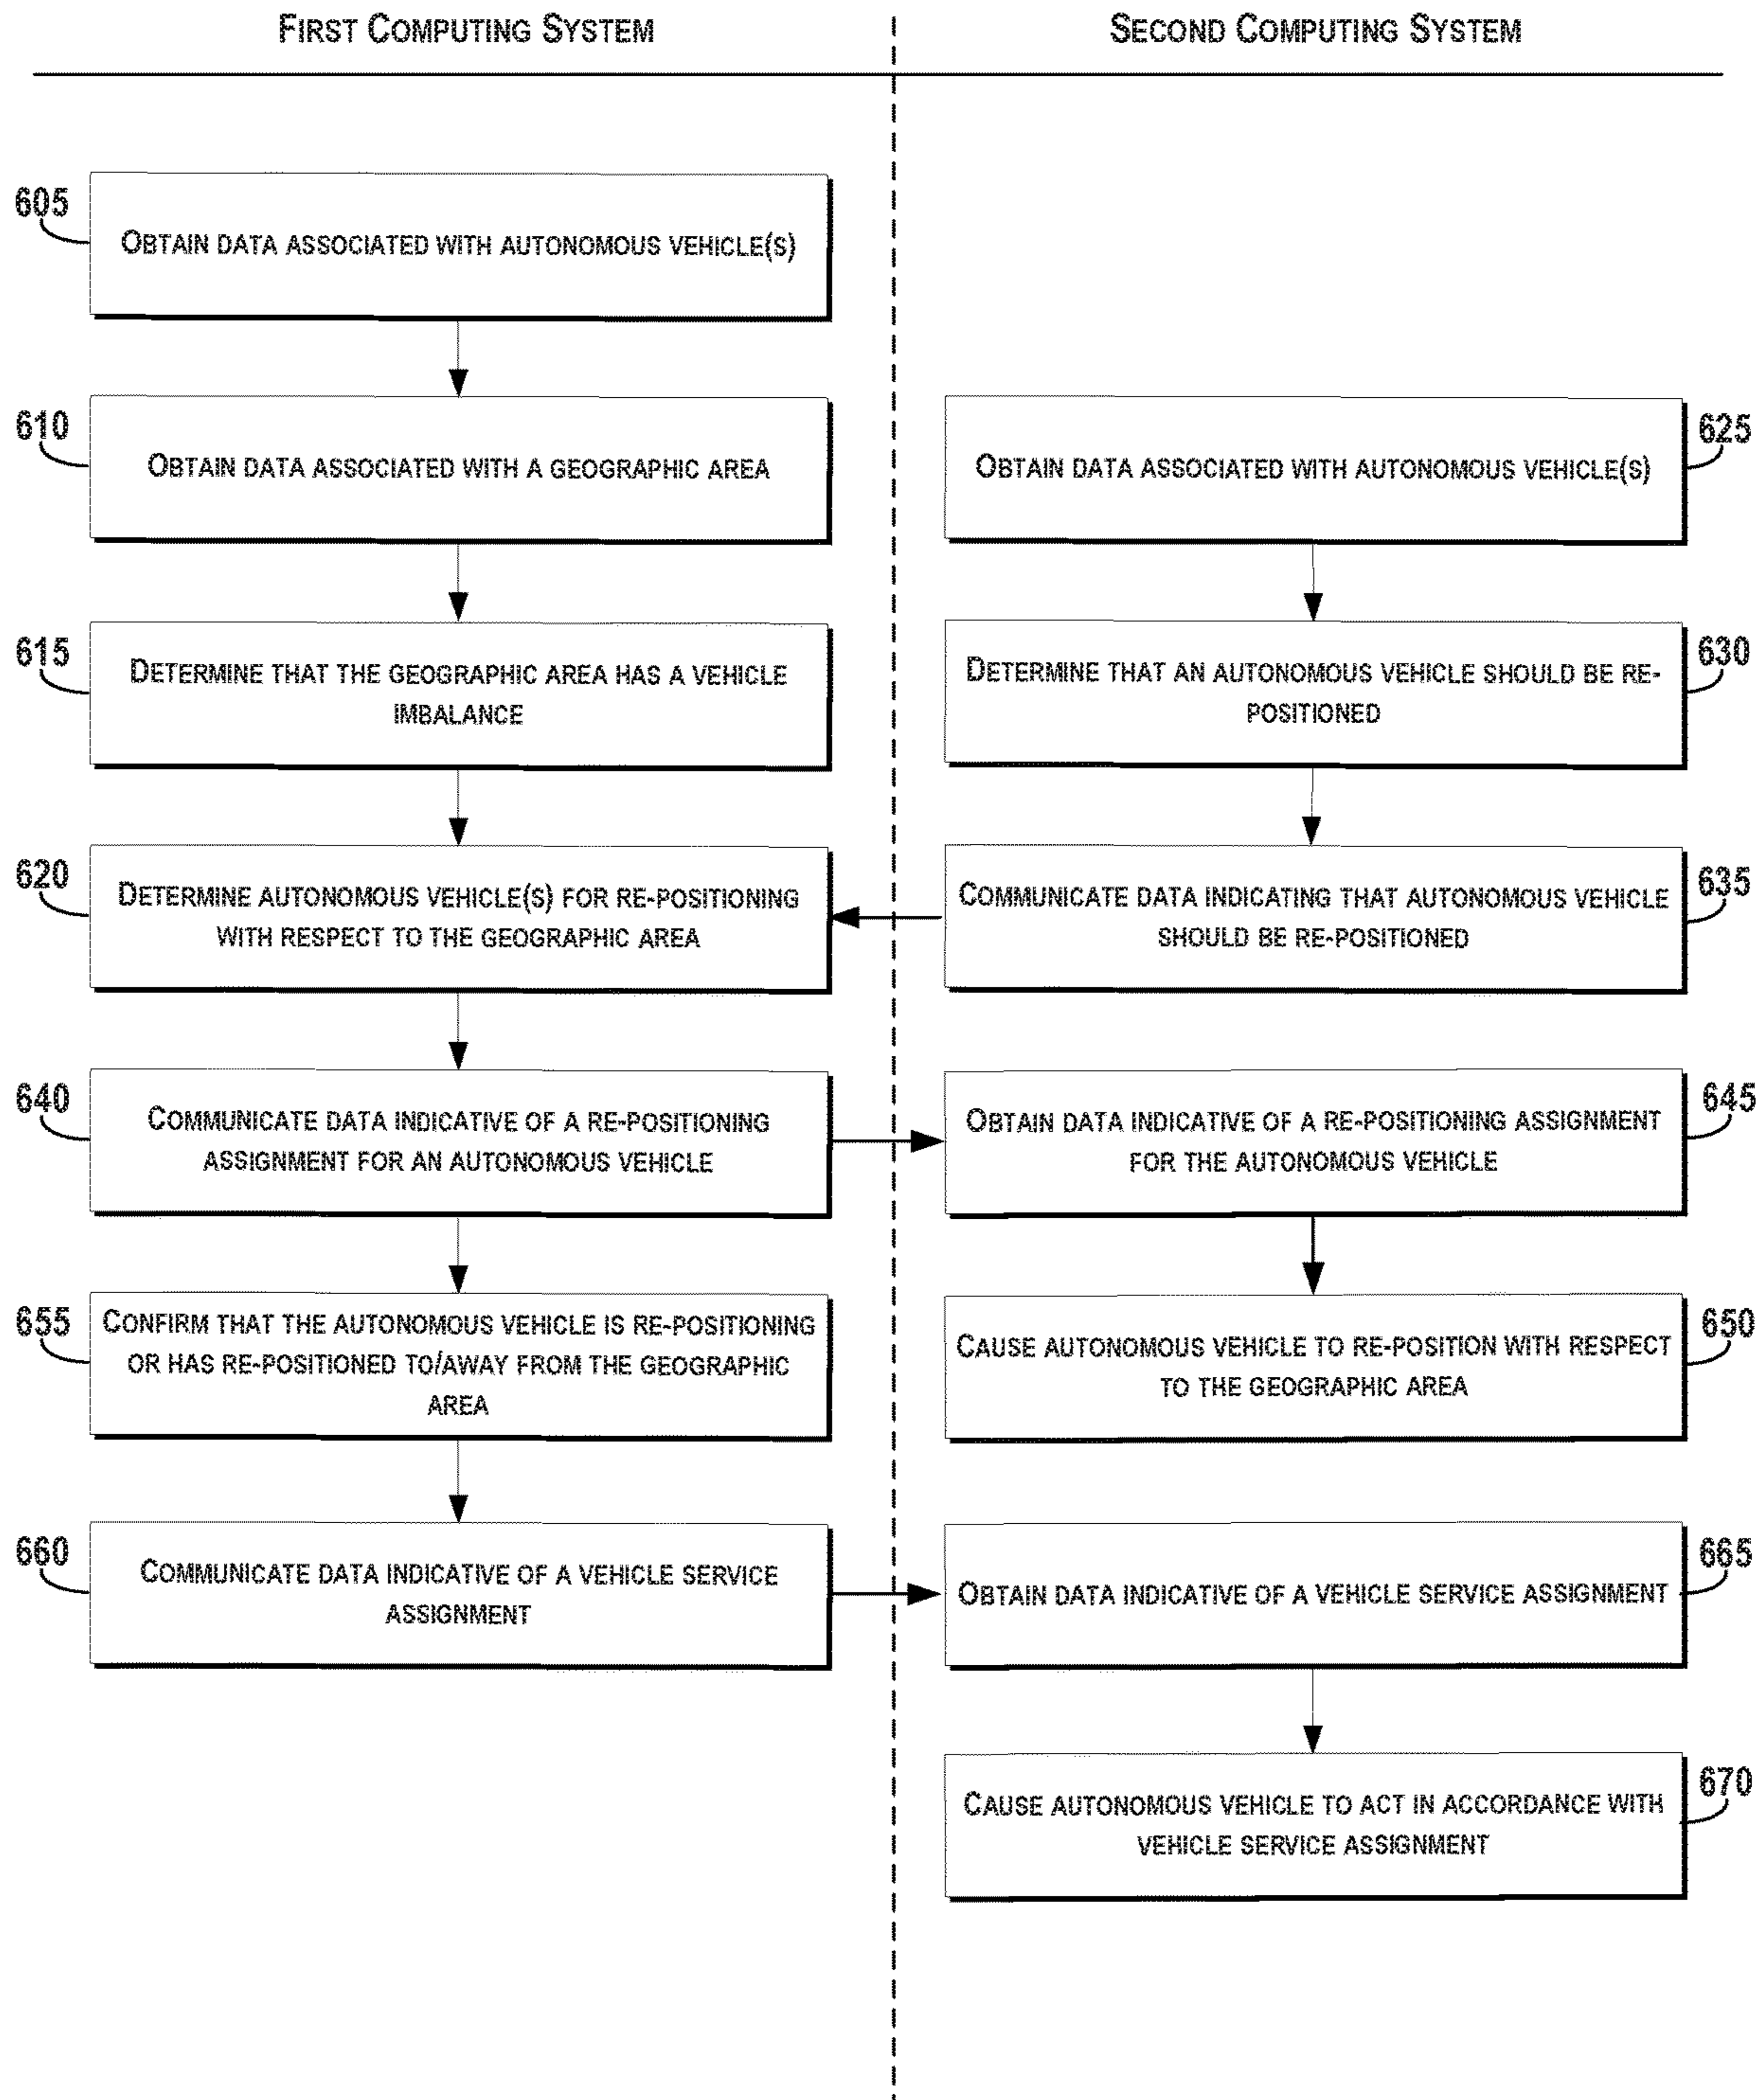 FIRST COMPUTING SYSTEM
SECOND COMPUTING SYSTEM
605
OBTAIN DATA ASSOCIATED WITH AUTONOMOUS VEHICLE(S)
610
OBTAIN DATA ASSOCIATED WITH A GEOGRAPHIC AREA
625
OBTAIN DATA ASSOCIATED WITH AUTONOMOUS VEHICLE(S)
615
DETERMINE THAT THE GEOGRAPHIC AREA HAS A VEHICLE
IMBALANCE
630
DETERMINE THAT AN AUTONOMOUS VEHICLE SHOULD BE RE-
POSITIONED
620
DETERMINE AUTONOMOUS VEHICLE(S) FOR RE-POSITIONING
WITH RESPECT TO THE GEOGRAPHIC AREA
635
COMMUNICATE DATA INDICATING THAT AUTONOMOUS VEHICLE
SHOULD BE RE-POSITIONED
640
COMMUNICATE DATA INDICATIVE OF A RE-POSITIONING
ASSIGNMENT FOR AN AUTONOMOUS VEHICLE
645
OBTAIN DATA INDICATIVE OF A RE-POSITIONING ASSIGNMENT
FOR THE AUTONOMOUS VEHICLE
655
CONFIRM THAT THE AUTONOMOUS VEHICLE IS RE-POSITIONING
OR HAS RE-POSITIONED TO/AWAY FROM THE GEOGRAPHIC
AREA
650
CAUSE AUTONOMOUS VEHICLE TO RE-POSITION WITH RESPECT
TO THE GEOGRAPHIC AREA
660
COMMUNICATE DATA INDICATIVE OF A VEHICLE SERVICE
ASSIGNMENT
665
OBTAIN DATA INDICATIVE OF A VEHICLE SERVICE ASSIGNMENT
670
CAUSE AUTONOMOUS VEHICLE TO ACT IN ACCORDANCE WITH
VEHICLE SERVICE ASSIGNMENT